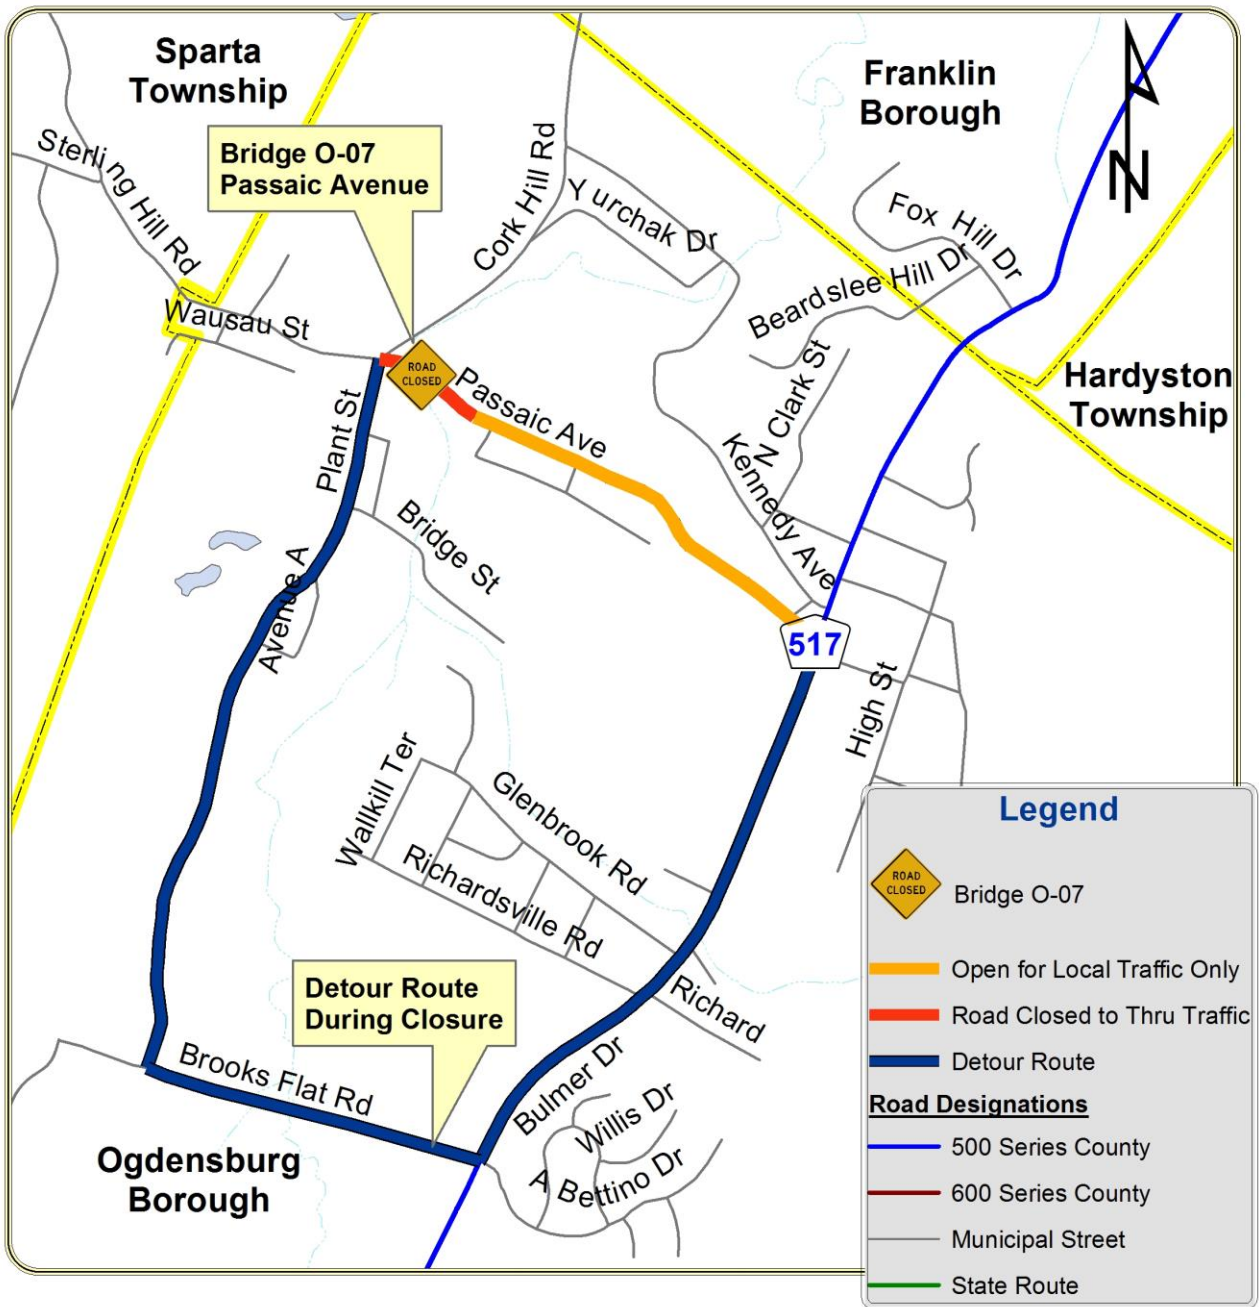 Sparta
Township
Franklin
Borough
N
Sterling Hill Rd
Bridge O-07
Passaic Avenue
Cork Hill Rd
Yurchak Dr
Fox Hill Dr
Beardslee Hill Dr
Wausau St
ROAD
CLOSED
Hardyston
Township
Passaic Ave
Plant St
N Clark St
Kennedy Ave
Bridge St
Avenue A
517
High St
Wallkill Ter
Glenbrook Rd
Richardsville Rd
Richard
Detour Route
During Closure
Brooks Flat Rd
Bulmer Dr
Willis Dr
A Bettino Dr
Ogdensburg
Borough
Legend
ROAD
CLOSED
Bridge O-07
Open for Local Traffic Only
Road Closed to Thru Traffic
Detour Route
Road Designations
500 Series County
600 Series County
Municipal Street
State Route